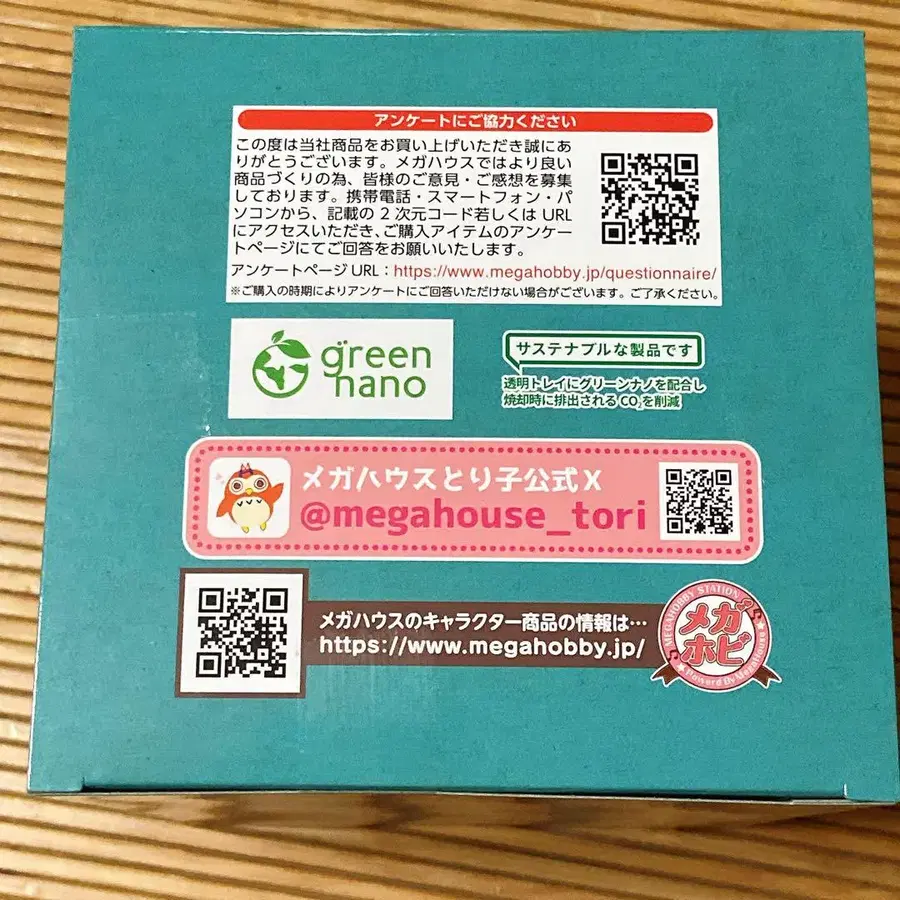 アンケートにご協力ください
この度は当社商品をお買い上げいただき誠にあ
りがとうございます。メガハウスではより良い
商品づくりの為、皆様のご意見・ご感想を募集
しております。携帯電話・スマートフォン・パ
ソコンから、記載の2次元コード若しくは URL
にアクセスいただき、ご購入アイテムのアンケー
トページにてご回答をお願いいたします。
アンケートページ URL：https://www.megahobby.jp/questionnaire/
※ご購入の時期によりアンケートにご回答いただけない場合がございます。ご了承ください。
green
nano
サステナブルな製品です
透明トレイにグリーンナノを配合し
焼却時に排出される CO₂を削減
メガハウスとり子公式X
@megahouse_tori
メガハウスのキャラクター商品の情報は…
https://www.megahobby.jp/
MEGAHOBBY STATION
メガ
ホビ
Powered By MegaHouse